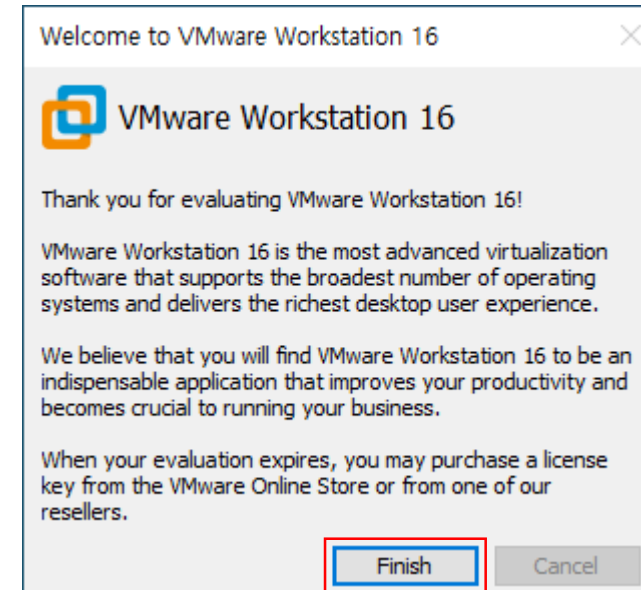 Welcome to VMware Workstation 16
VMware Workstation 16
Thank you for evaluating VMware Workstation 16!
VMware Workstation 16 is the most advanced virtualization
software that supports the broadest number of operating
systems and delivers the richest desktop user experience.
We believe that you will find VMware Workstation 16 to be an
indispensable application that improves your productivity and
becomes crucial to running your business.
When your evaluation expires, you may purchase a license
key from the VMware Online Store or from one of our
resellers.
Finish Cancel